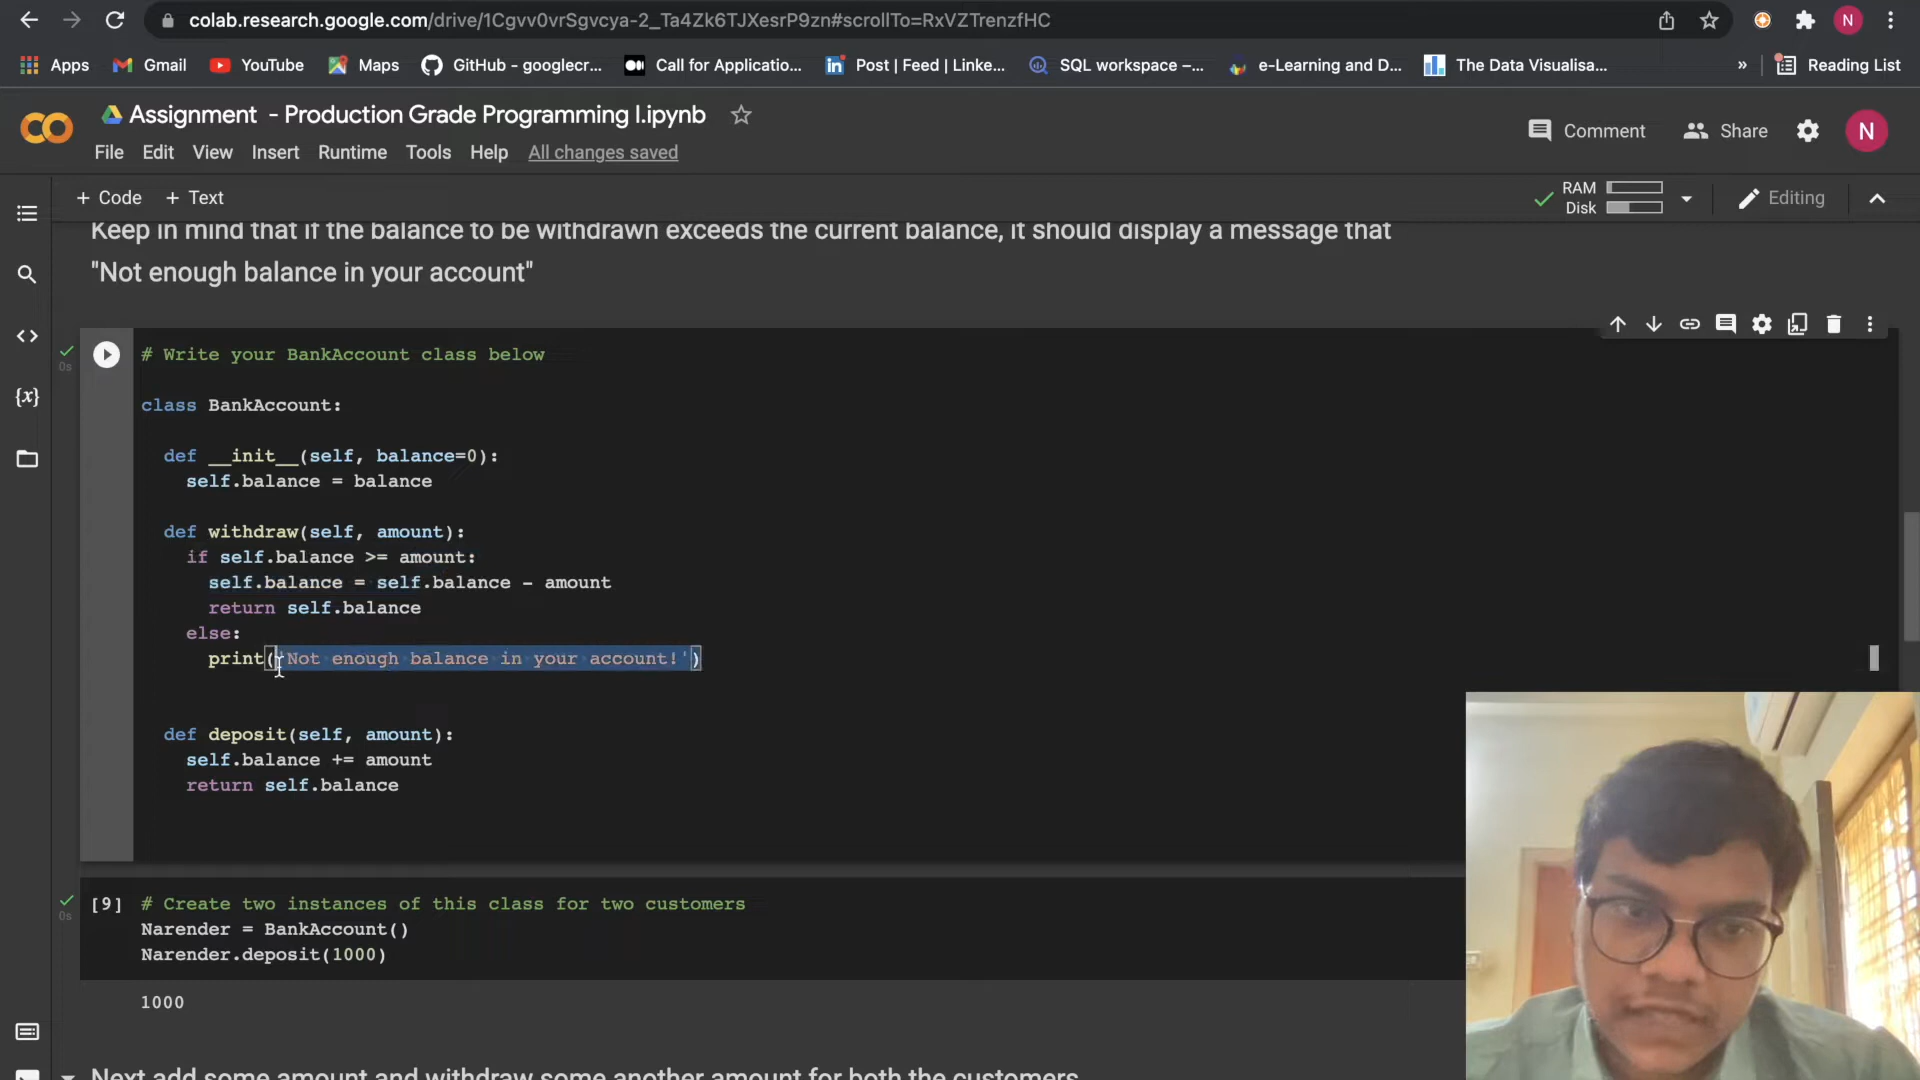 colab.research.google.com/drive/1Cgvv0vrSgvcya-2_Ta4Zk6TJXesrP9zn#scrollTo=RxVZTrenzfHC
N
Apps
Gmail
YouTube
Maps
GitHub - googlecr...
Call for Applicatio...
Post | Feed | Linke...
SQL workspace –...
e-Learning and D...
The Data Visualisa...
»
Reading List
Assignment - Production Grade Programming I.ipynb
Comment
Share
N
File Edit View Insert Runtime Tools Help All changes saved
+ Code + Text
RAM
Disk
Editing
Keep in mind that if the balance to be withdrawn exceeds the current balance, it should display a message that
"Not enough balance in your account"
0s
# Write your BankAccount class below
class BankAccount:
def __init__(self, balance=0):
self.balance = balance
def withdraw(self, amount):
if self.balance >= amount:
self.balance = self.balance - amount
return self.balance
else:
print('Not enough balance in your account!')
def deposit(self, amount):
self.balance += amount
return self.balance
0s
[9] # Create two instances of this class for two customers
Narender = BankAccount()
Narender.deposit(1000)
1000
Next add some amount and withdraw some another amount for both the customers